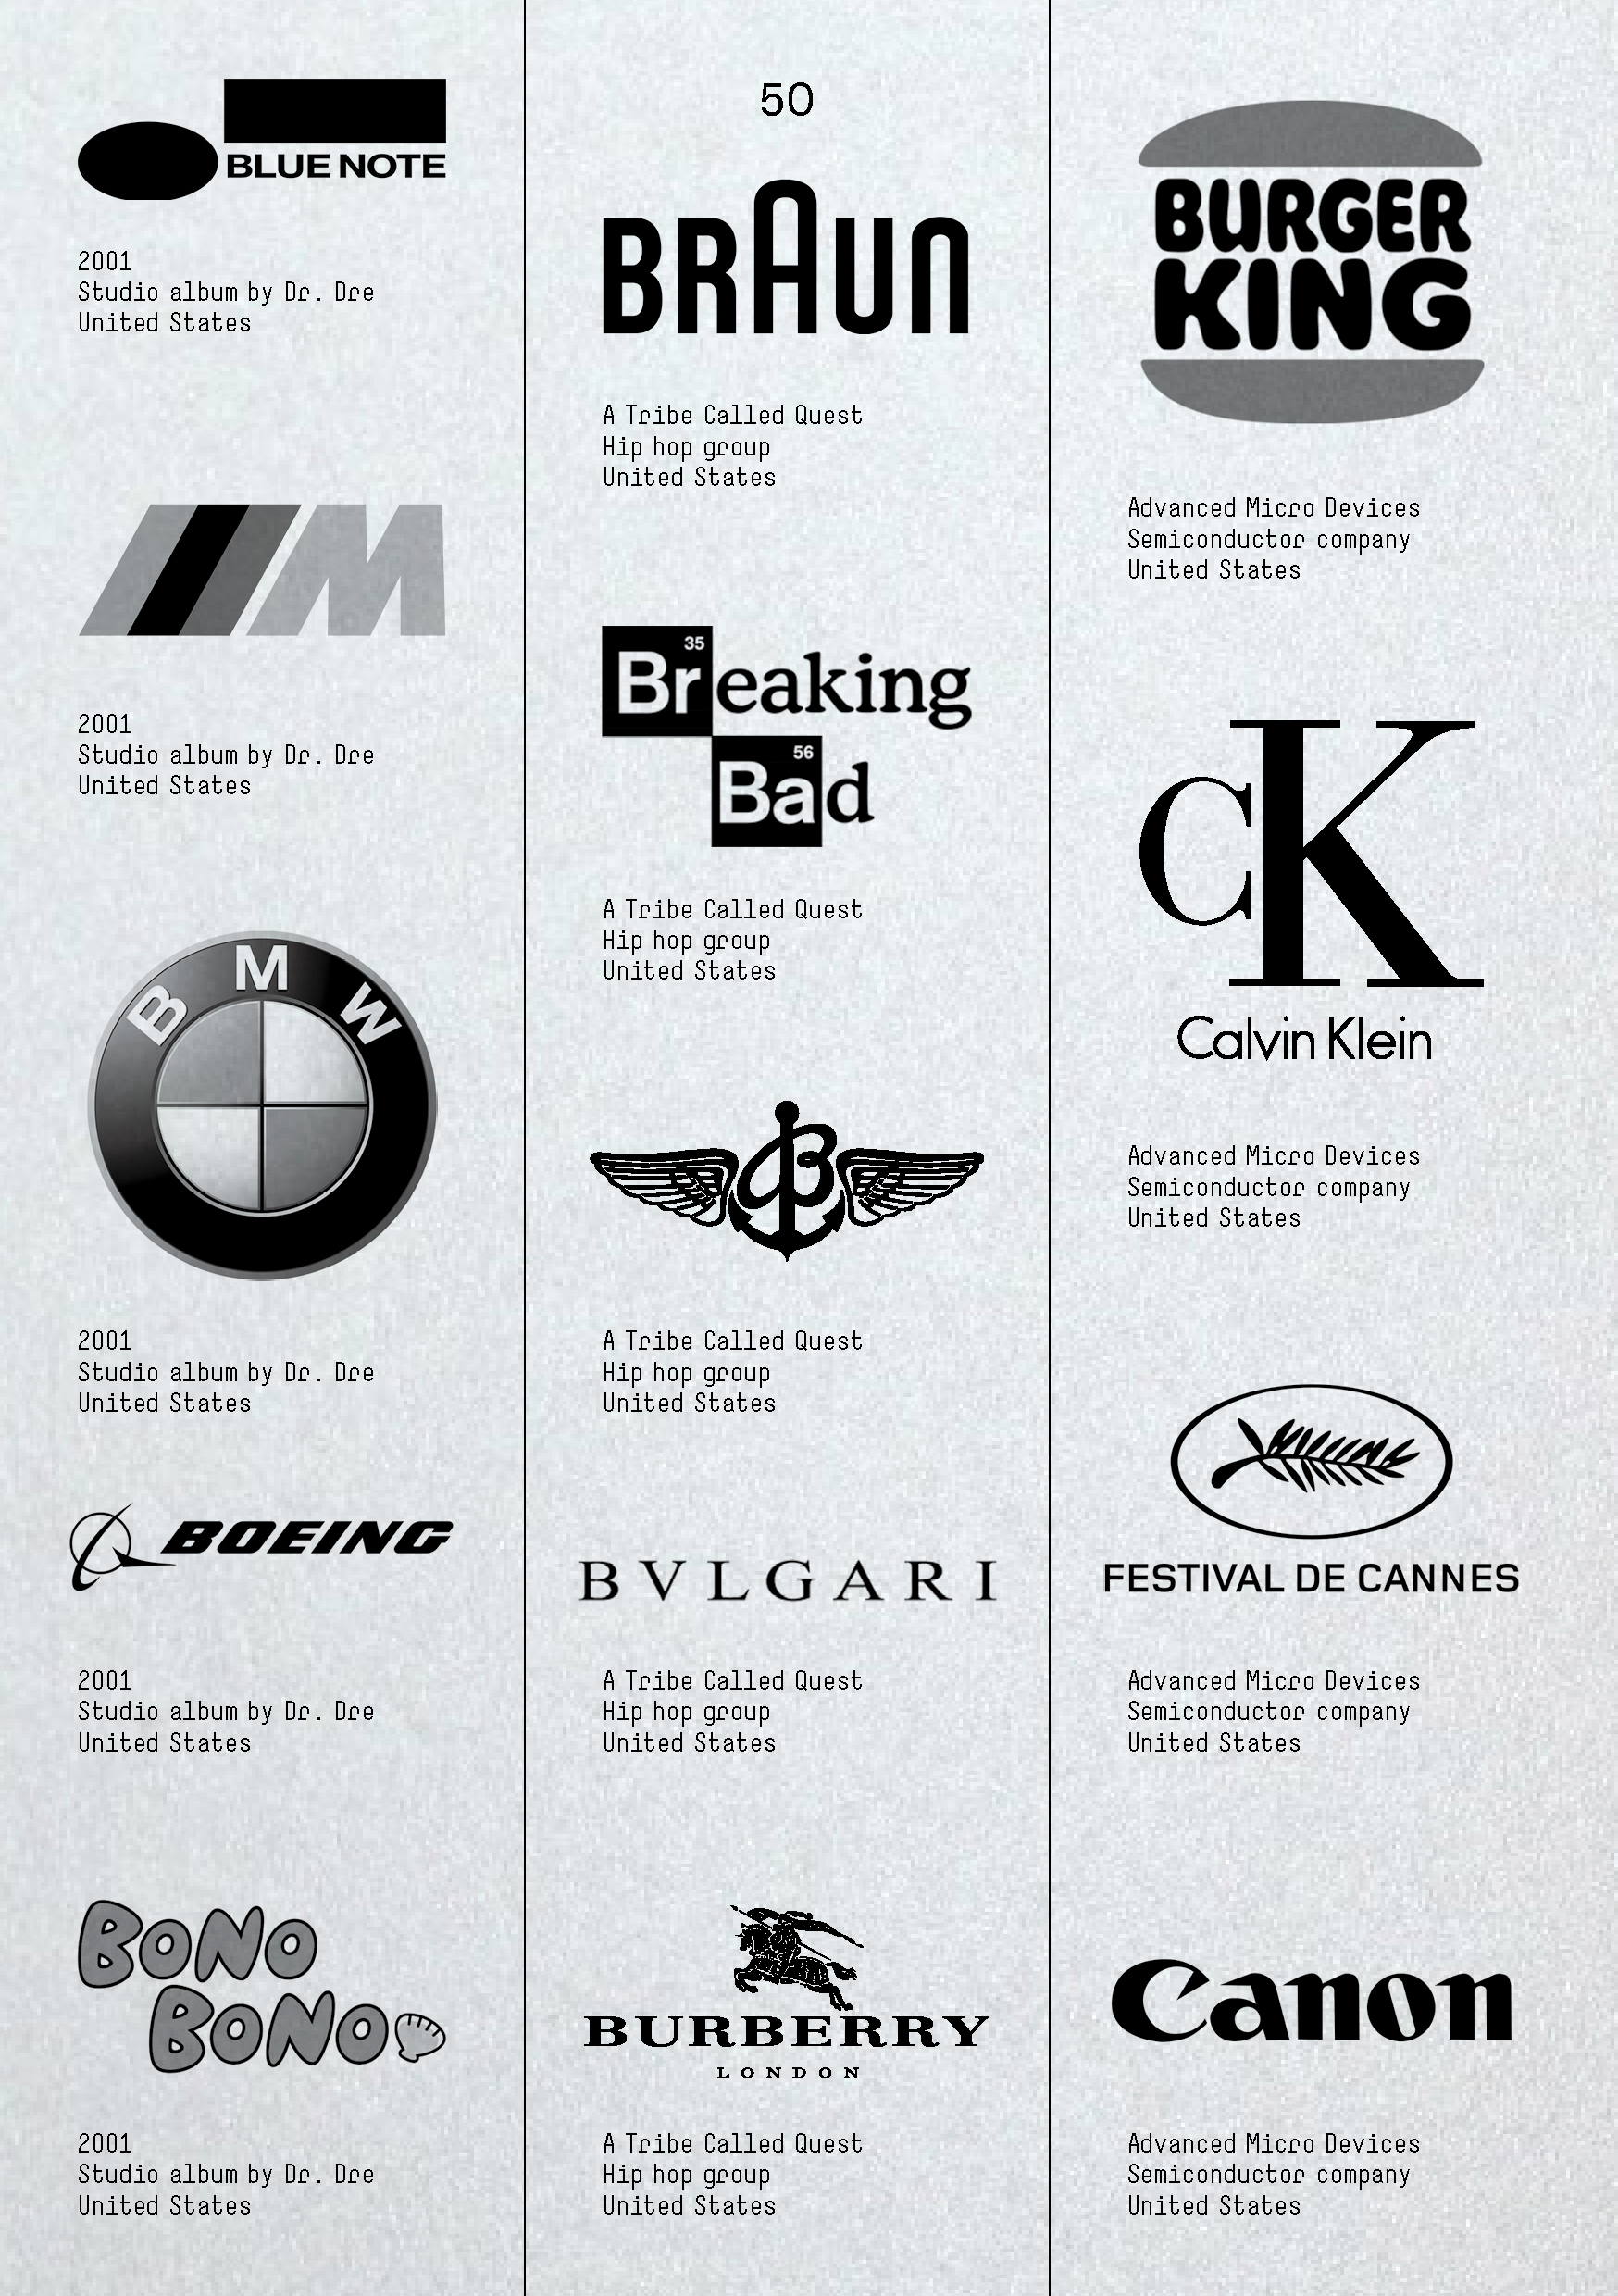 BLUE NOTE
2001
Studio album by Dr. Dre
United States
M
2001
Studio album by Dr. Dre
United States
B M W
2001
Studio album by Dr. Dre
United States
BOEING
2001
Studio album by Dr. Dre
United States
BONO
BONO
2001
Studio album by Dr. Dre
United States
50
BRAUN
A Tribe Called Quest
Hip hop group
United States
35
Breaking
56
Bad
A Tribe Called Quest
Hip hop group
United States
B
A Tribe Called Quest
Hip hop group
United States
BVLGARI
A Tribe Called Quest
Hip hop group
United States
BURBERRY
LONDON
A Tribe Called Quest
Hip hop group
United States
BURGER
KING
Advanced Micro Devices
Semiconductor company
United States
cK
Calvin Klein
Advanced Micro Devices
Semiconductor company
United States
FESTIVAL DE CANNES
Advanced Micro Devices
Semiconductor company
United States
Canon
Advanced Micro Devices
Semiconductor company
United States